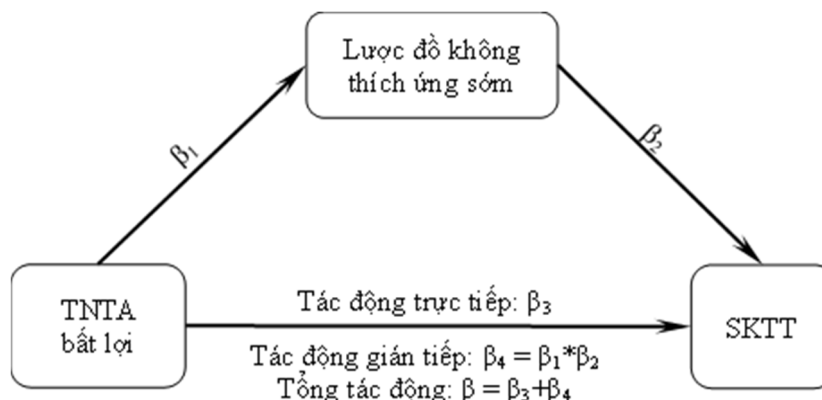 Lược đồ không
thích ứng sớm
β₁
β₂
TNTA
bất lợi
Tác động trực tiếp: β₃
SKTT
Tác động gián tiếp: β₄ = β₁*β₂
Tổng tác động: β = β₃+β₄